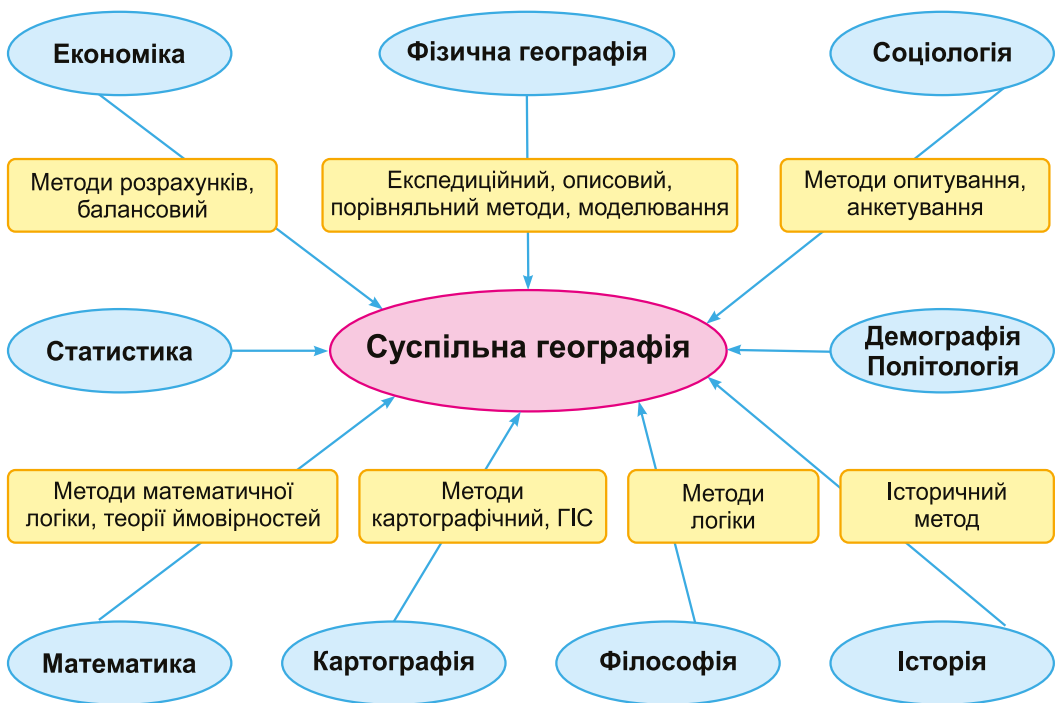 Економіка
Фізична географія
Соціологія
Методи розрахунків,
балансовий
Експедиційний, описовий,
порівняльний методи, моделювання
Методи опитування,
анкетування
Статистика
Суспільна географія
Демографія
Політологія
Методи математичної
логіки, теорії ймовірностей
Методи
картографічний, ГІС
Методи
логіки
Історичний
метод
Математика
Картографія
Філософія
Історія